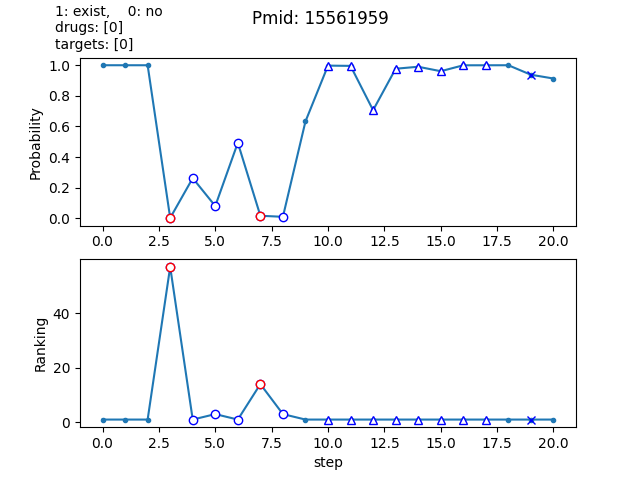 1: exist,    0: no
drugs: [0]
targets: [0]
Pmid: 15561959
Probability
1.0
0.8
0.6
0.4
0.2
0.0
0.0 2.5 5.0 7.5 10.0 12.5 15.0 17.5 20.0
Ranking
40
20
0
0.0 2.5 5.0 7.5 10.0 12.5 15.0 17.5 20.0
step